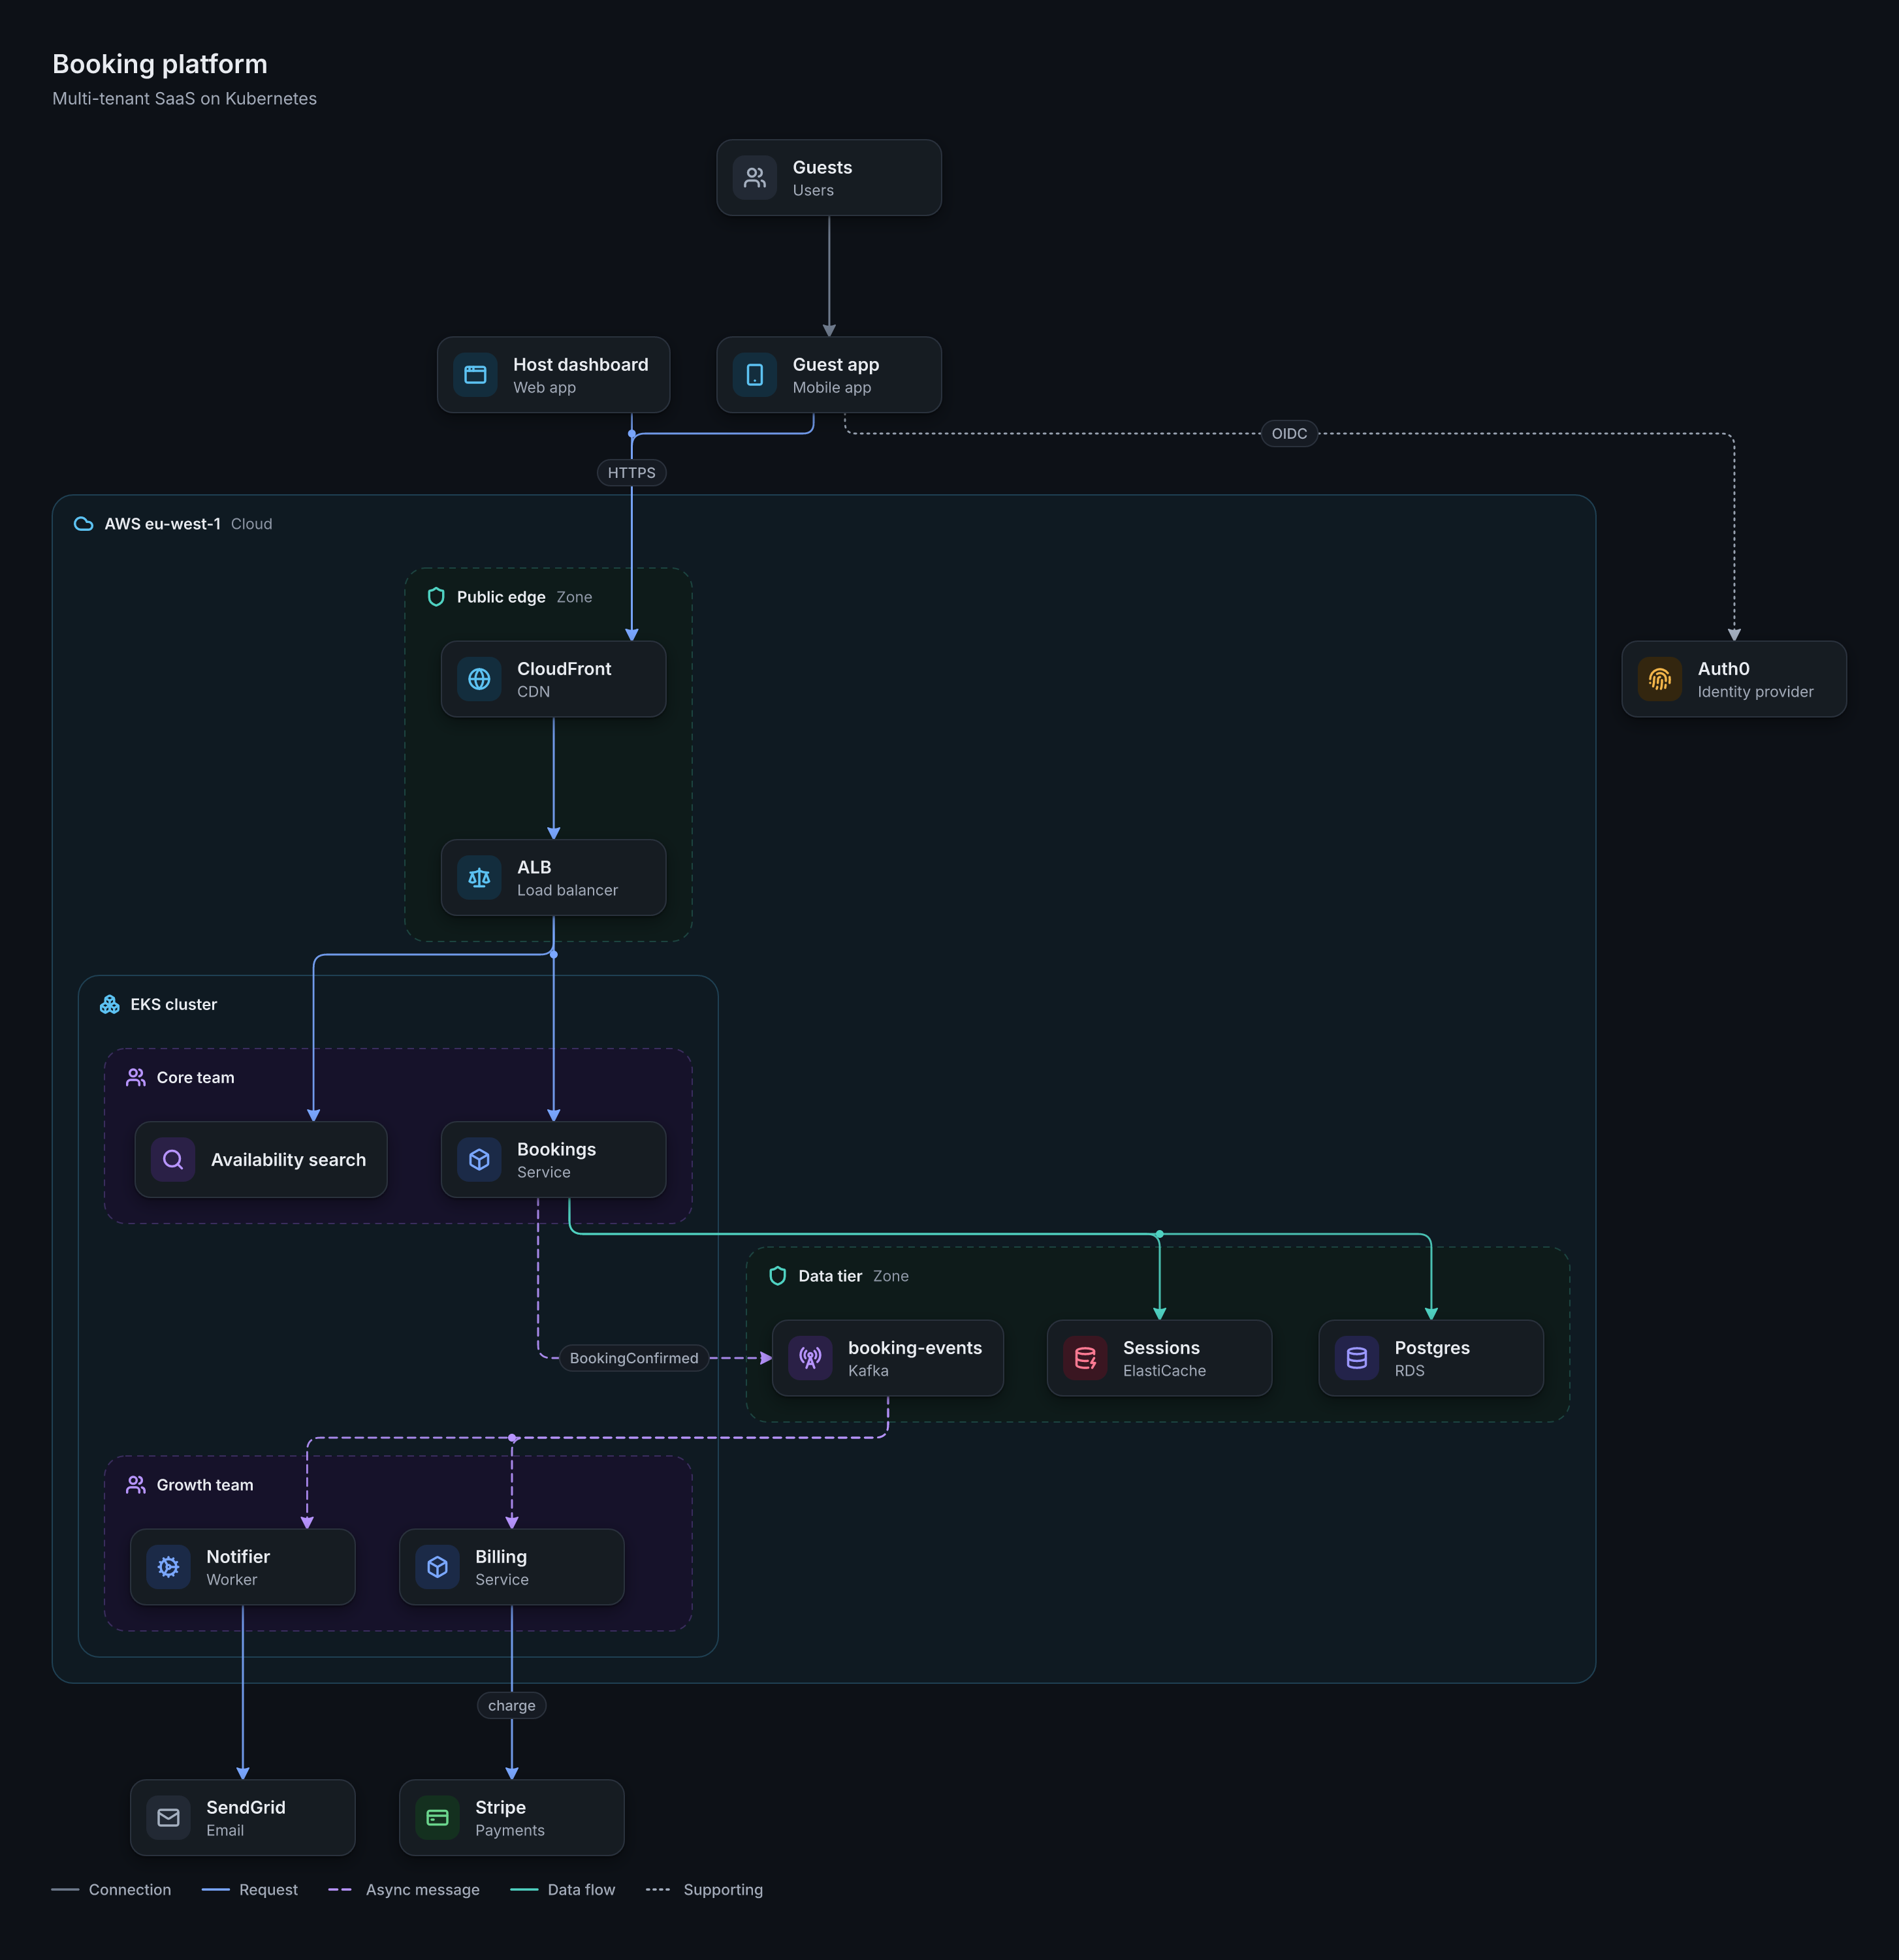 Booking platform
Multi-tenant SaaS on Kubernetes
Guests
Users
Host dashboard
Web app
Guest app
Mobile app
OIDC
HTTPS
AWS eu-west-1 Cloud
Public edge Zone
CloudFront
CDN
Auth0
Identity provider
ALB
Load balancer
EKS cluster
Core team
Availability search
Bookings
Service
Data tier Zone
BookingConfirmed
booking-events
Kafka
Sessions
ElastiCache
Postgres
RDS
Growth team
Notifier
Worker
Billing
Service
charge
SendGrid
Email
Stripe
Payments
Connection
Request
Async message
Data flow
Supporting